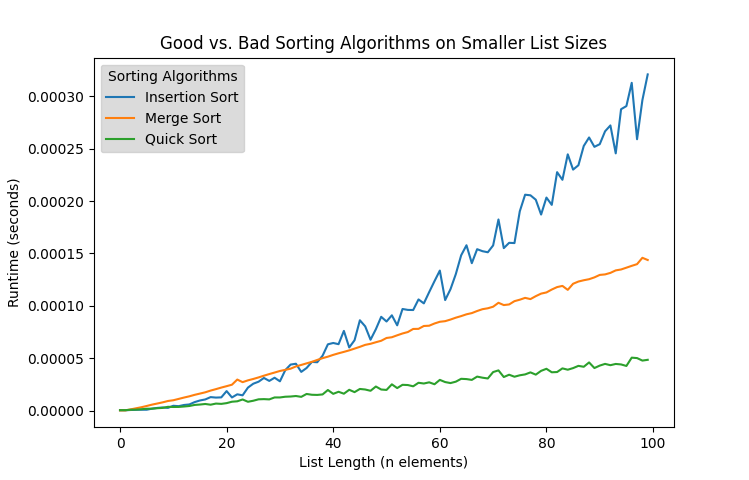 Good vs. Bad Sorting Algorithms on Smaller List Sizes
Sorting Algorithms
Insertion Sort
Merge Sort
Quick Sort
Runtime (seconds)
0.00030
0.00025
0.00020
0.00015
0.00010
0.00005
0.00000
0 20 40 60 80 100
List Length (n elements)